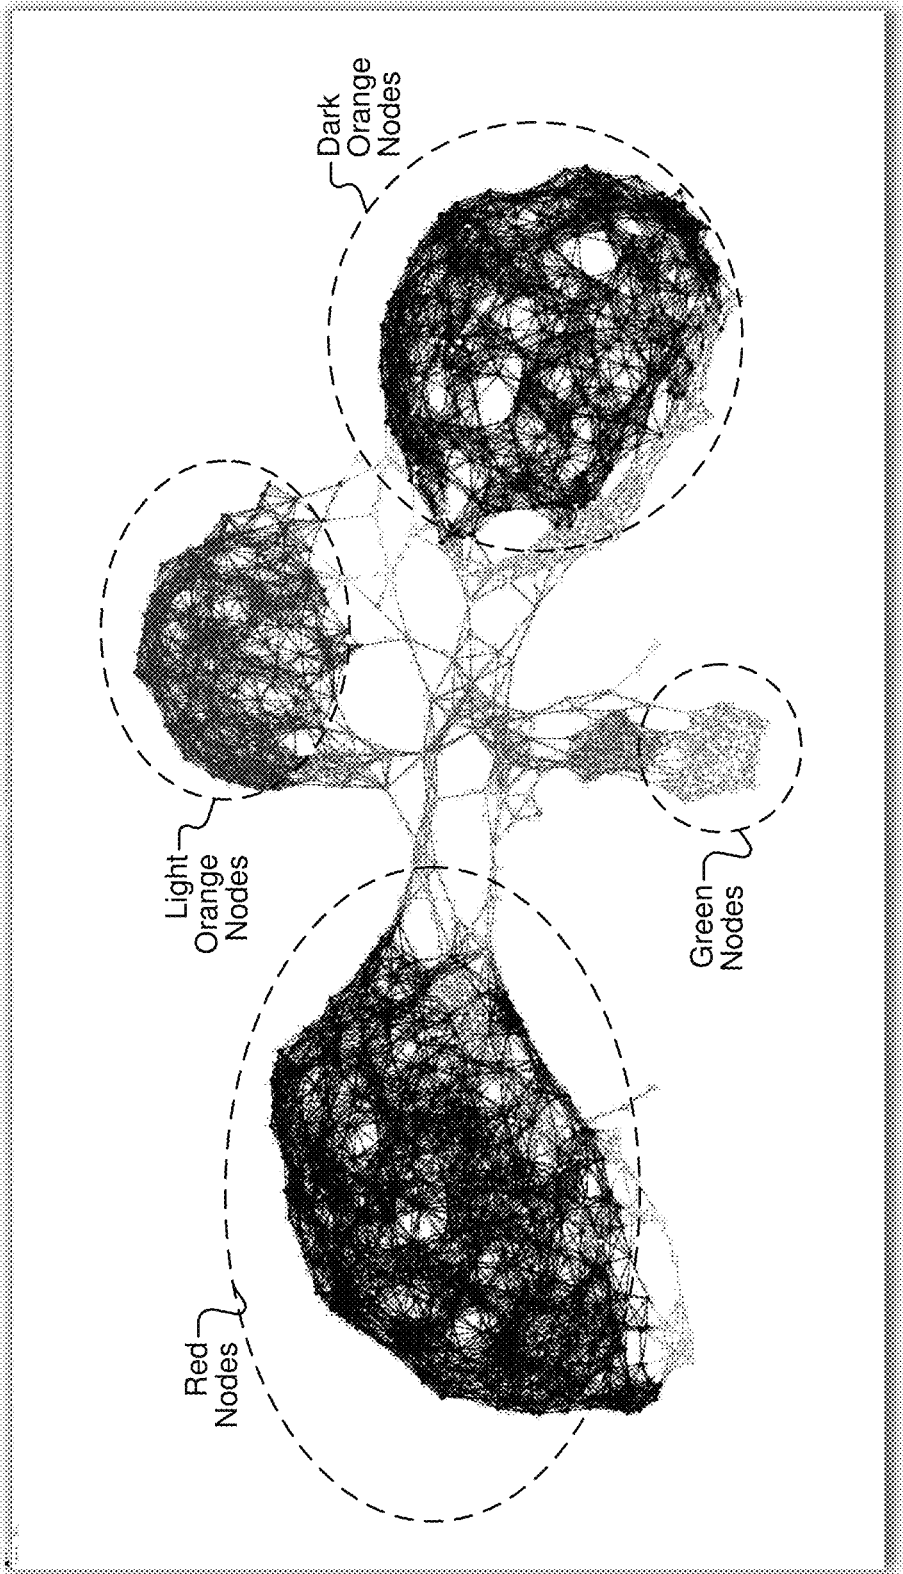 Dark
Orange
Nodes
Light
Orange
Nodes
Green
Nodes
Red
Nodes